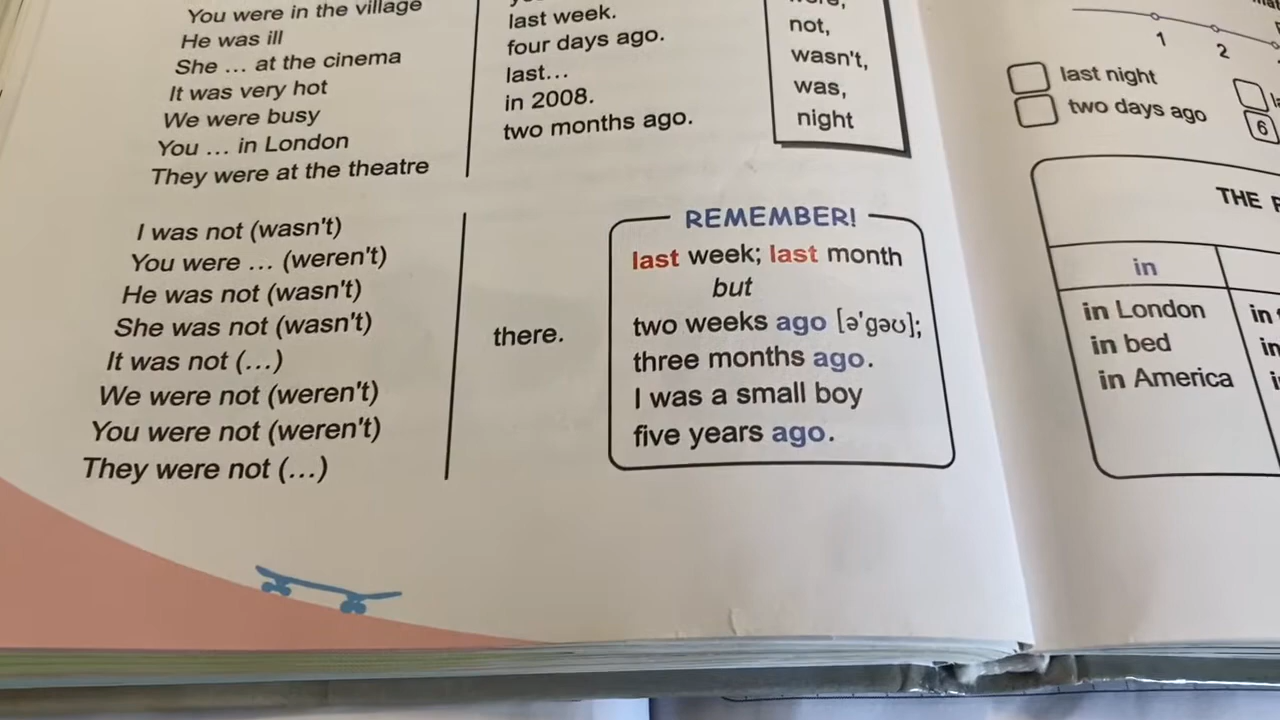 You were in the village
He was ill
She ... at the cinema
It was very hot
We were busy
You ... in London
They were at the theatre
last week.
four days ago.
last...
in 2008.
two months ago.
not,
wasn't,
was,
night
I was not (wasn't)
You were ... (weren't)
He was not (wasn't)
She was not (wasn't)
It was not (...)
We were not (weren't)
You were not (weren't)
They were not (...)
there.
REMEMBER!
last week; last month
but
two weeks ago [ə'gəʊ];
three months ago.
I was a small boy
five years ago.
1 2
last night
two days ago
6
THE
in
in London
in bed
in America
in